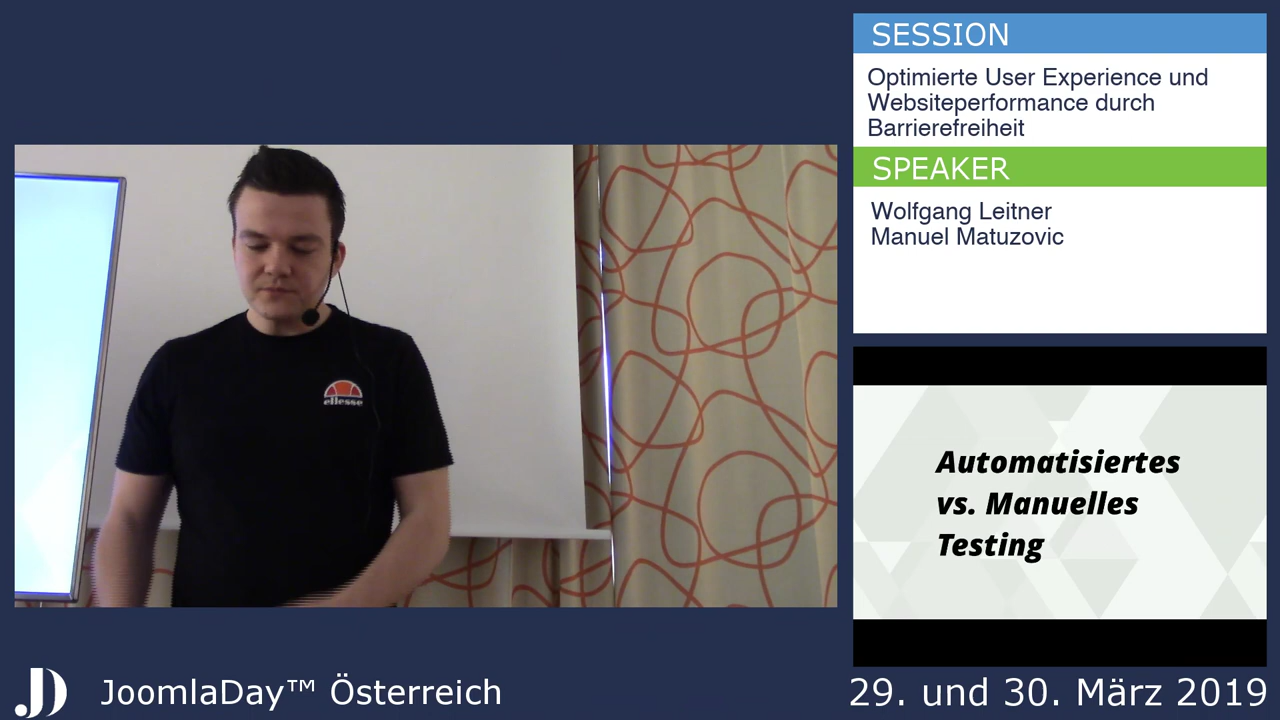 SESSION
Optimierte User Experience und
Websiteperformance durch
Barrierefreiheit
SPEAKER
Wolfgang Leitner
Manuel Matuzovic
ellesse
Automatisiertes
vs. Manuelles
Testing
JD JoomlaDay™ Österreich
29. und 30. März 2019